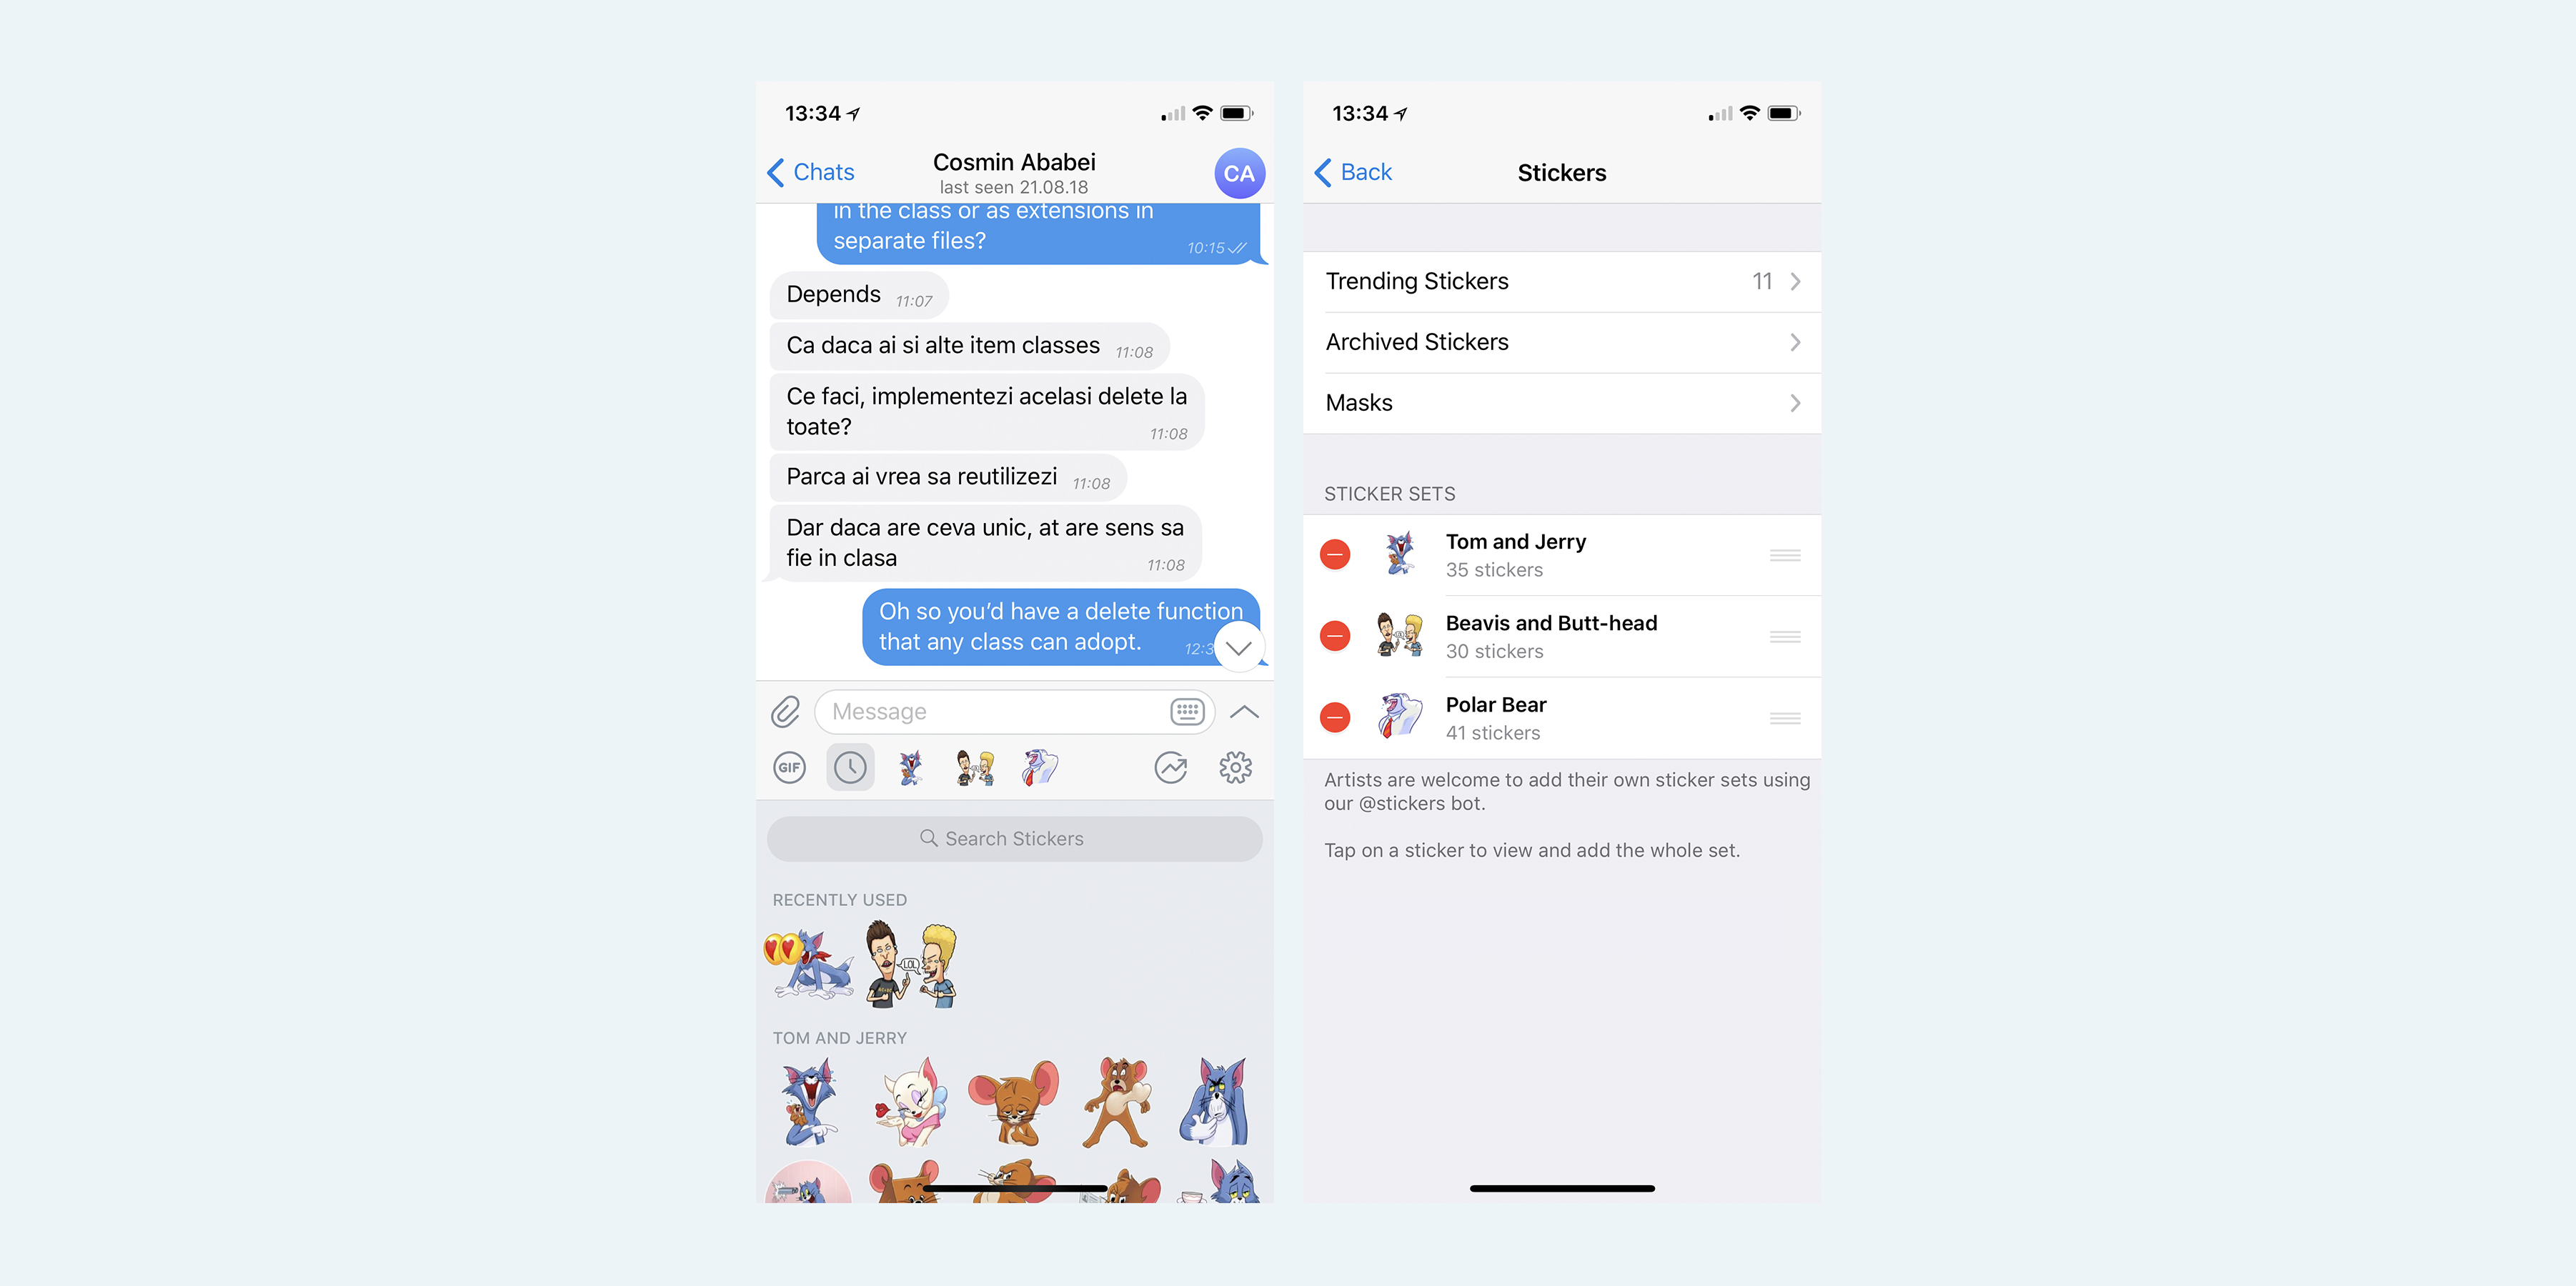 13:34
Chats
Cosmin Ababei
last seen 21.08.18
CA
in the class or as extensions in
separate files?
10:15
Depends 11:07
Ca daca ai si alte item classes 11:08
Ce faci, implementezi acelasi delete la
toate?
11:08
Parca ai vrea sa reutilizezi 11:08
Dar daca are ceva unic, at are sens sa
fie in clasa
11:08
Oh so you’d have a delete function
that any class can adopt.
12:3
Message
GIF
Search Stickers
RECENTLY USED
LOL
TOM AND JERRY
13:34
Back
Stickers
Trending Stickers 11
Archived Stickers
Masks
STICKER SETS
Tom and Jerry
35 stickers
Beavis and Butt-head
30 stickers
Polar Bear
41 stickers
Artists are welcome to add their own sticker sets using
our @stickers bot.
Tap on a sticker to view and add the whole set.